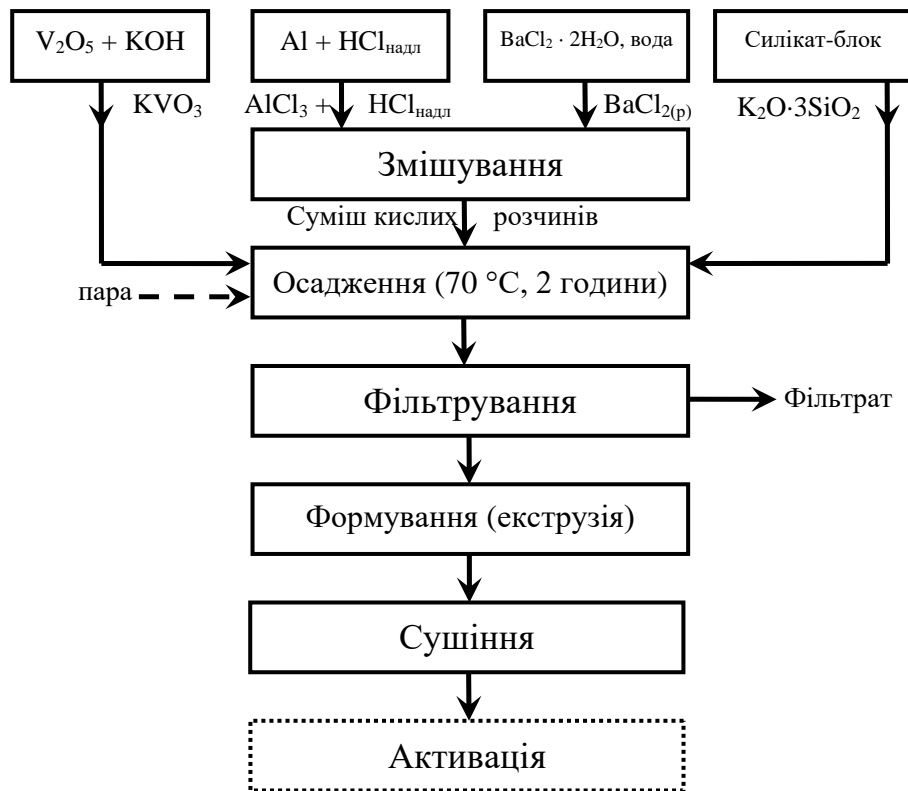 V₂O₅ + KOH
Al + HClнадл
BaCl₂ · 2H₂O, вода
Силікат-блок
KVO₃
AlCl₃ + HClнадл
BaCl₂₍ᵣ₎
K₂O·3SiO₂
Змішування
Суміш кислих розчинів
Осадження (70 °C, 2 години)
пара
Фільтрування
Фільтрат
Формування (екструзія)
Сушіння
Активація